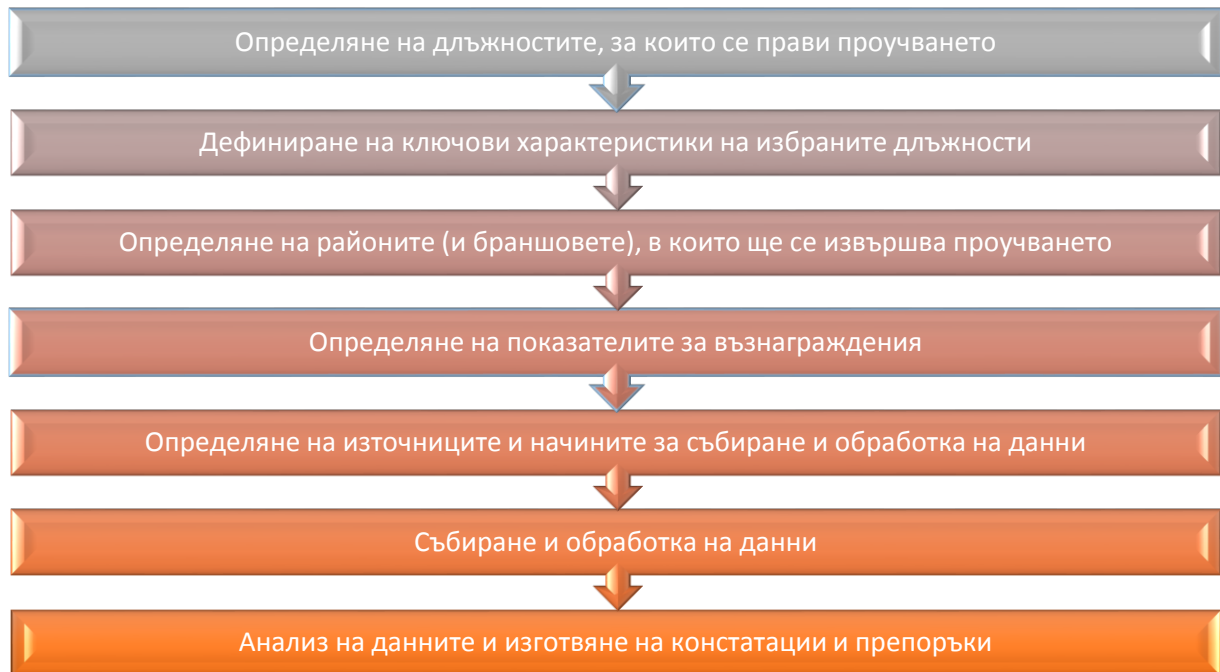 Определяне на длъжностите, за които се прави проучването
Дефиниране на ключови характеристики на избраните длъжности
Определяне на районите (и браншовете), в които ще се извършва проучването
Определяне на показателите за възнаграждения
Определяне на източниците и начините за събиране и обработка на данни
Събиране и обработка на данни
Анализ на данните и изготвяне на констатации и препоръки